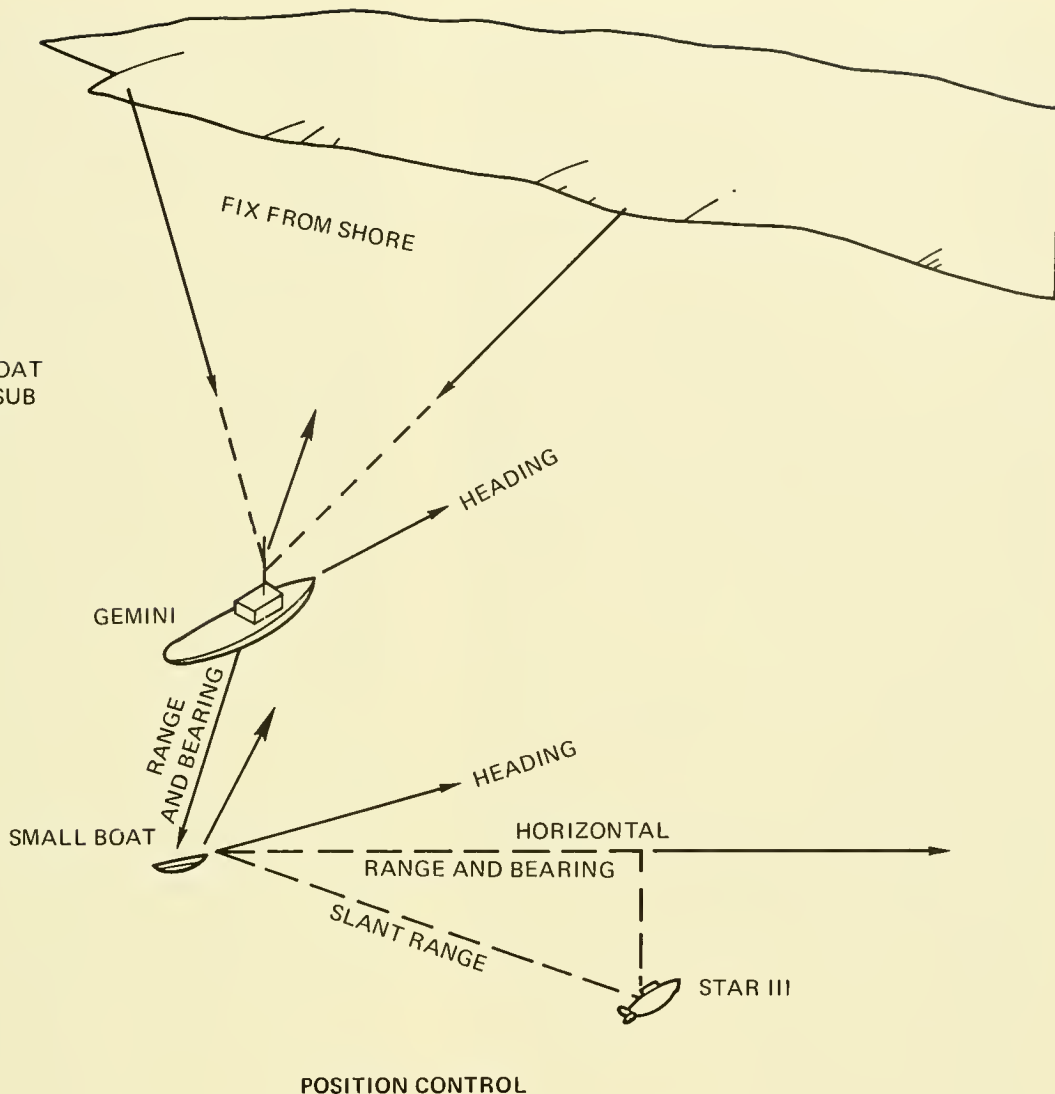 FIX FROM SHORE
OAT
SUB
HEADING
GEMINI
RANGE
AND BEARING
HEADING
SMALL BOAT
HORIZONTAL
RANGE AND BEARING
SLANT RANGE
STAR III
POSITION CONTROL